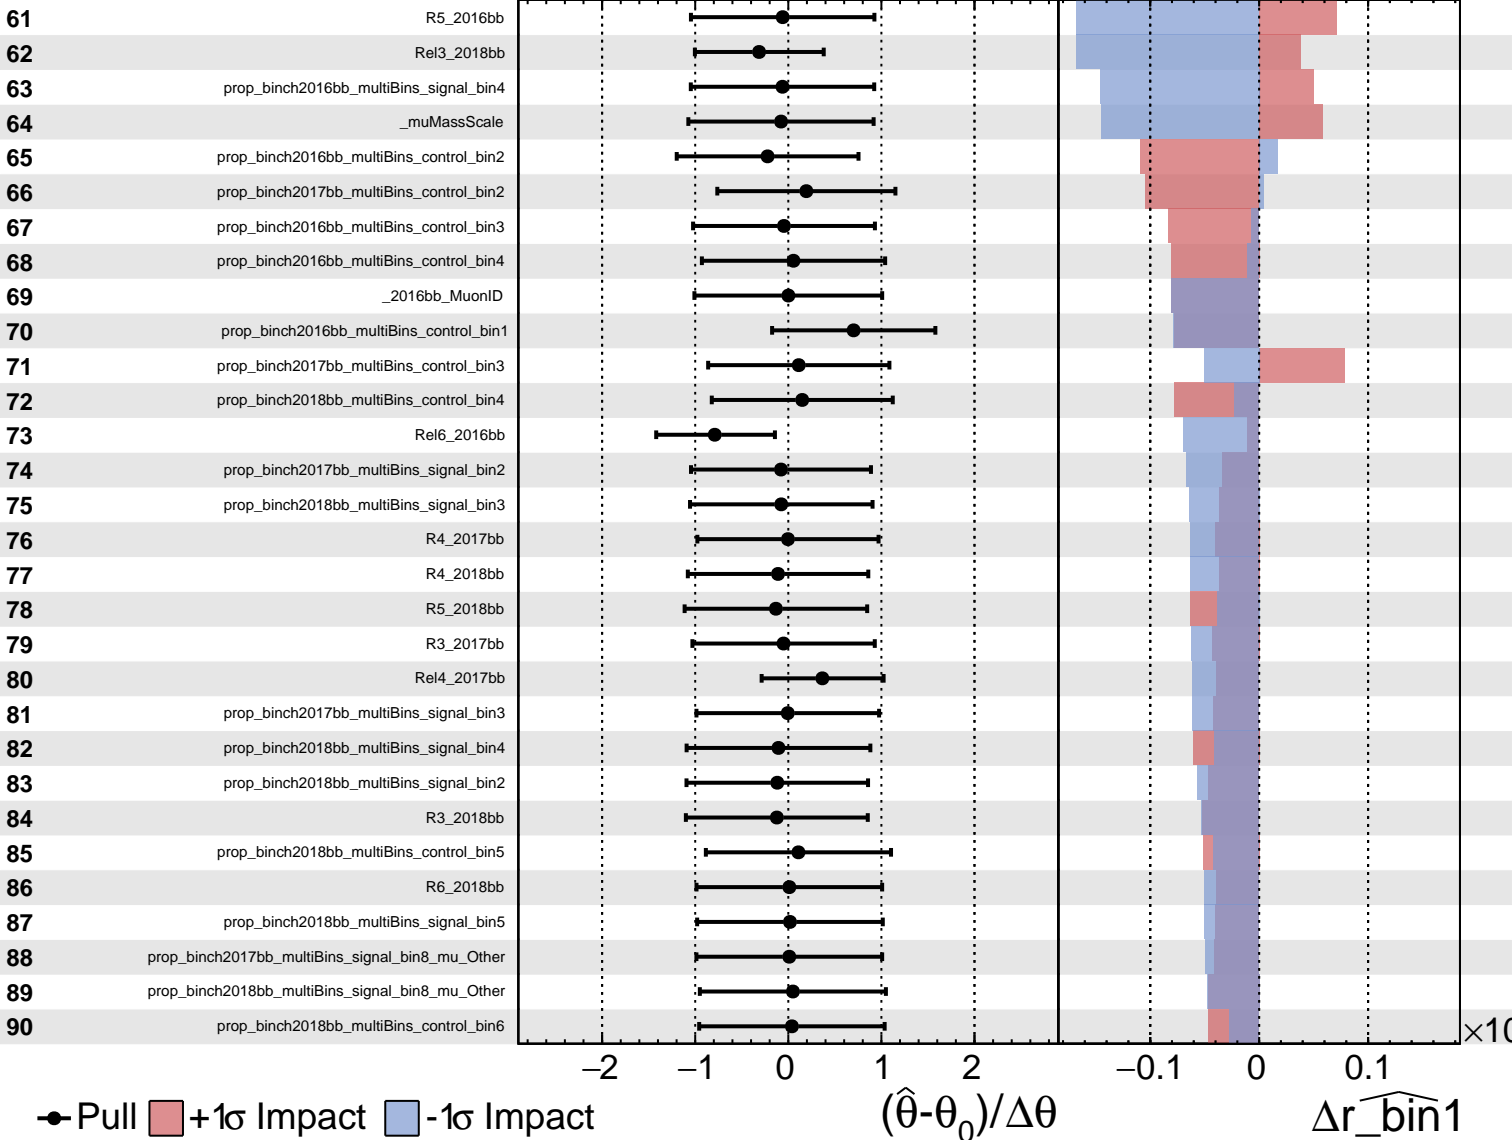 61 R5_2016bb
62 Rel3_2018bb
63 prop_binch2016bb_multiBins_signal_bin4
64 _muMassScale
65 prop_binch2016bb_multiBins_control_bin2
66 prop_binch2017bb_multiBins_control_bin2
67 prop_binch2016bb_multiBins_control_bin3
68 prop_binch2016bb_multiBins_control_bin4
69 _2016bb_MuonID
70 prop_binch2016bb_multiBins_control_bin1
71 prop_binch2017bb_multiBins_control_bin3
72 prop_binch2018bb_multiBins_control_bin4
73 Rel6_2016bb
74 prop_binch2017bb_multiBins_signal_bin2
75 prop_binch2018bb_multiBins_signal_bin3
76 R4_2017bb
77 R4_2018bb
78 R5_2018bb
79 R3_2017bb
80 Rel4_2017bb
81 prop_binch2017bb_multiBins_signal_bin3
82 prop_binch2018bb_multiBins_signal_bin4
83 prop_binch2018bb_multiBins_signal_bin2
84 R3_2018bb
85 prop_binch2018bb_multiBins_control_bin5
86 R6_2018bb
87 prop_binch2018bb_multiBins_signal_bin5
88 prop_binch2017bb_multiBins_signal_bin8_mu_Other
89 prop_binch2018bb_multiBins_signal_bin8_mu_Other
90 prop_binch2018bb_multiBins_control_bin6
×10
−2 −1 0 1 2 −0.1 0 0.1
Pull +1σ Impact -1σ Impact (θ̂-θ₀)/Δθ Δr_bin1